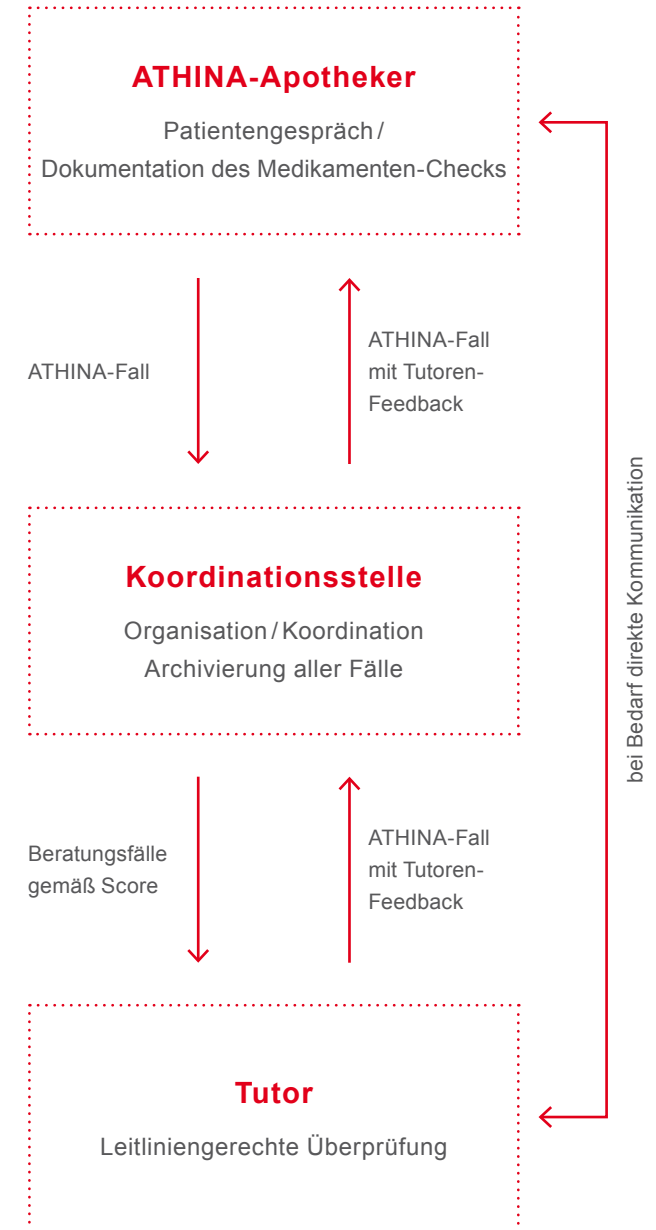 ATHINA-Apotheker
Patientengespräch /
Dokumentation des Medikamenten-Checks
ATHINA-Fall
ATHINA-Fall
mit Tutoren-
Feedback
Koordinationsstelle
Organisation / Koordination
Archivierung aller Fälle
Beratungsfälle
gemäß Score
ATHINA-Fall
mit Tutoren-
Feedback
Tutor
Leitliniengerechte Überprüfung
bei Bedarf direkte Kommunikation